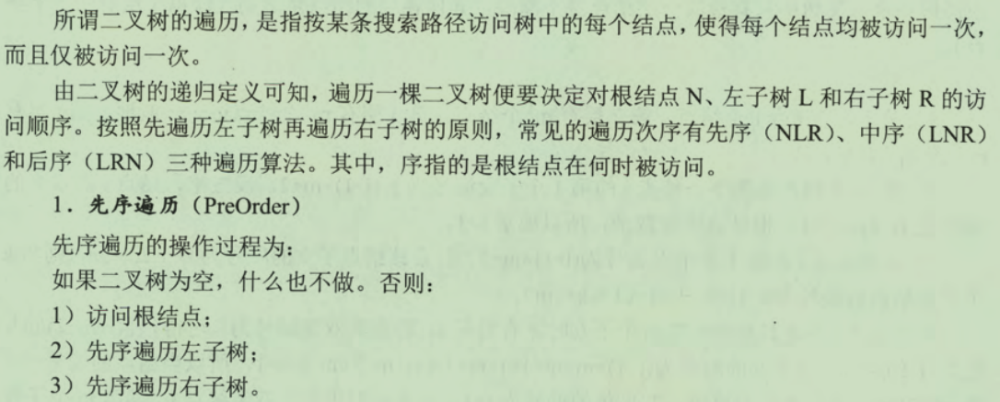 所谓二叉树的遍历，是指按某条搜索路径访问树中的每个结点，使得每个结点均被访问一次，
而且仅被访问一次。
由二叉树的递归定义可知，遍历一棵二叉树便要决定对根结点 N、左子树 L 和右子树 R 的访
问顺序。按照先遍历左子树再遍历右子树的原则，常见的遍历次序有先序（NLR）、中序（LNR）
和后序（LRN）三种遍历算法。其中，序指的是根结点在何时被访问。
1．先序遍历（PreOrder）
先序遍历的操作过程为：
如果二叉树为空，什么也不做。否则：
1）访问根结点；
2）先序遍历左子树；
3）先序遍历右子树。